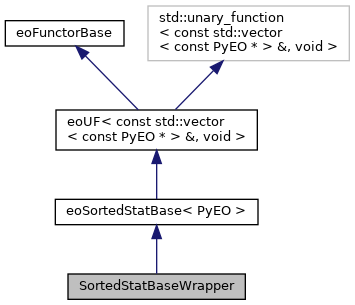 eoFunctorBase
std::unary_function
< const std::vector
< const PyEO * > &, void >
eoUF< const std::vector
< const PyEO * > &, void >
eoSortedStatBase< PyEO >
SortedStatBaseWrapper